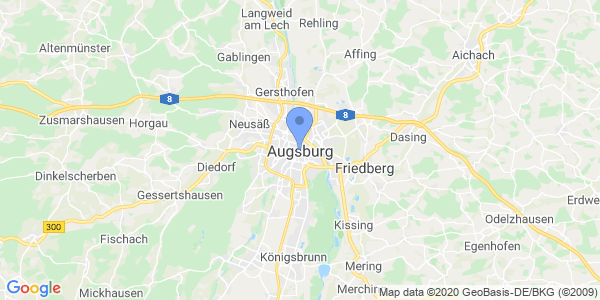 Langweid
am Lech
Rehling
Altenmünster
Gablingen
Affing
Aichach
Gersthofen
8
Zusmarshausen
Horgau
Neusäß
8
Dasing
Augsburg
Diedorf
Friedberg
Dinkelscherben
Gessertshausen
Erdwe
300
Kissing
Odelzhausen
Fischach
Egenhofen
Königsbrunn
Mering
Google
Mickhausen
Merching
Map data ©2020 GeoBasis-DE/BKG (©2009)